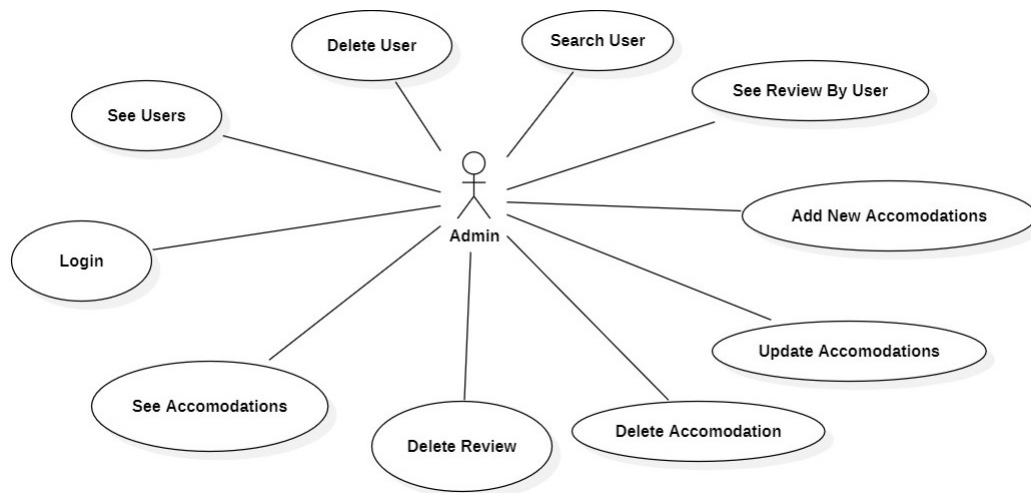 Delete User
Search User
See Review By User
See Users
Add New Accomodations
Admin
Login
Update Accomodations
See Accomodations
Delete Review
Delete Accomodation